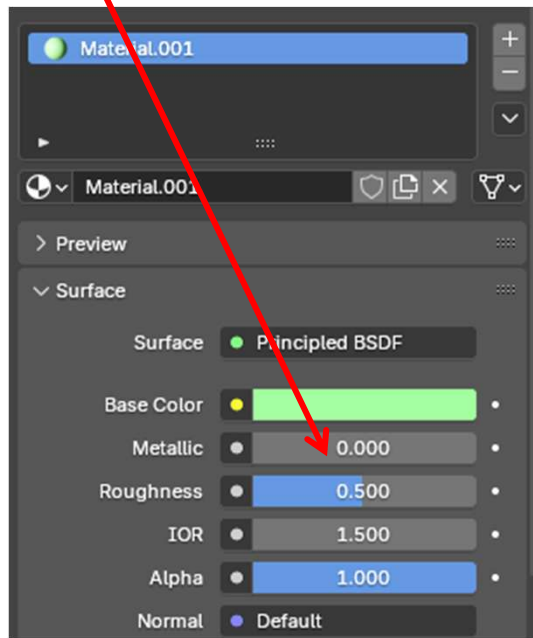 Material.001
Material.001
Preview
Surface
Surface Principled BSDF
Base Color
Metallic 0.000
Roughness 0.500
IOR 1.500
Alpha 1.000
Normal Default